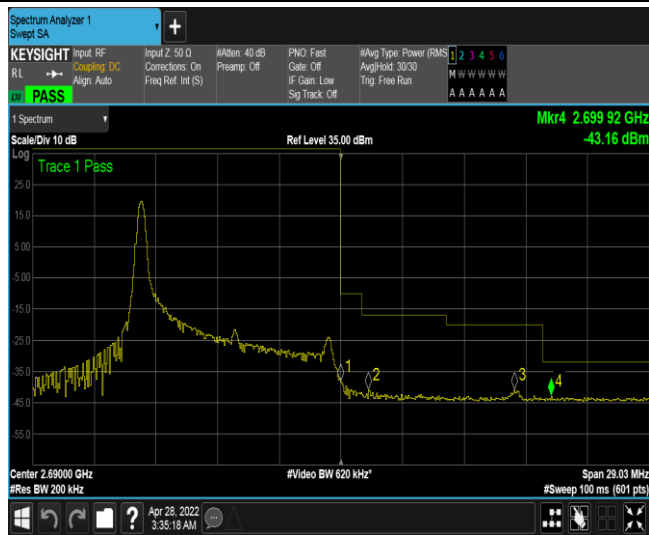 Spectrum Analyzer 1
Swept SA
KEYSIGHT Input: RF Input Z: 50 Ω #Atten: 40 dB PNO: Fast #Avg Type: Power (RMS 1 2 3 4 5 6
RL Coupling: DC Corrections: On Preamp: Off Gate: Off Avg|Hold: 30/30 M W W W W W
Align: Auto Freq Ref: Int (S) IF Gain: Low Trig: Free Run
PASS Sig Track: Off A A A A A A
1 Spectrum Mkr4 2.699 92 GHz
Scale/Div 10 dB Ref Level 35.00 dBm -43.16 dBm
Log
Trace 1 Pass
25.0
15.0
5.00
-5.00
-15.0
-25.0
-35.0 1 2 3 4
-45.0
-55.0
Center 2.69000 GHz #Video BW 620 kHz* Span 29.03 MHz
#Res BW 200 kHz #Sweep 100 ms (601 pts)
? Apr 28, 2022
3:35:18 AM